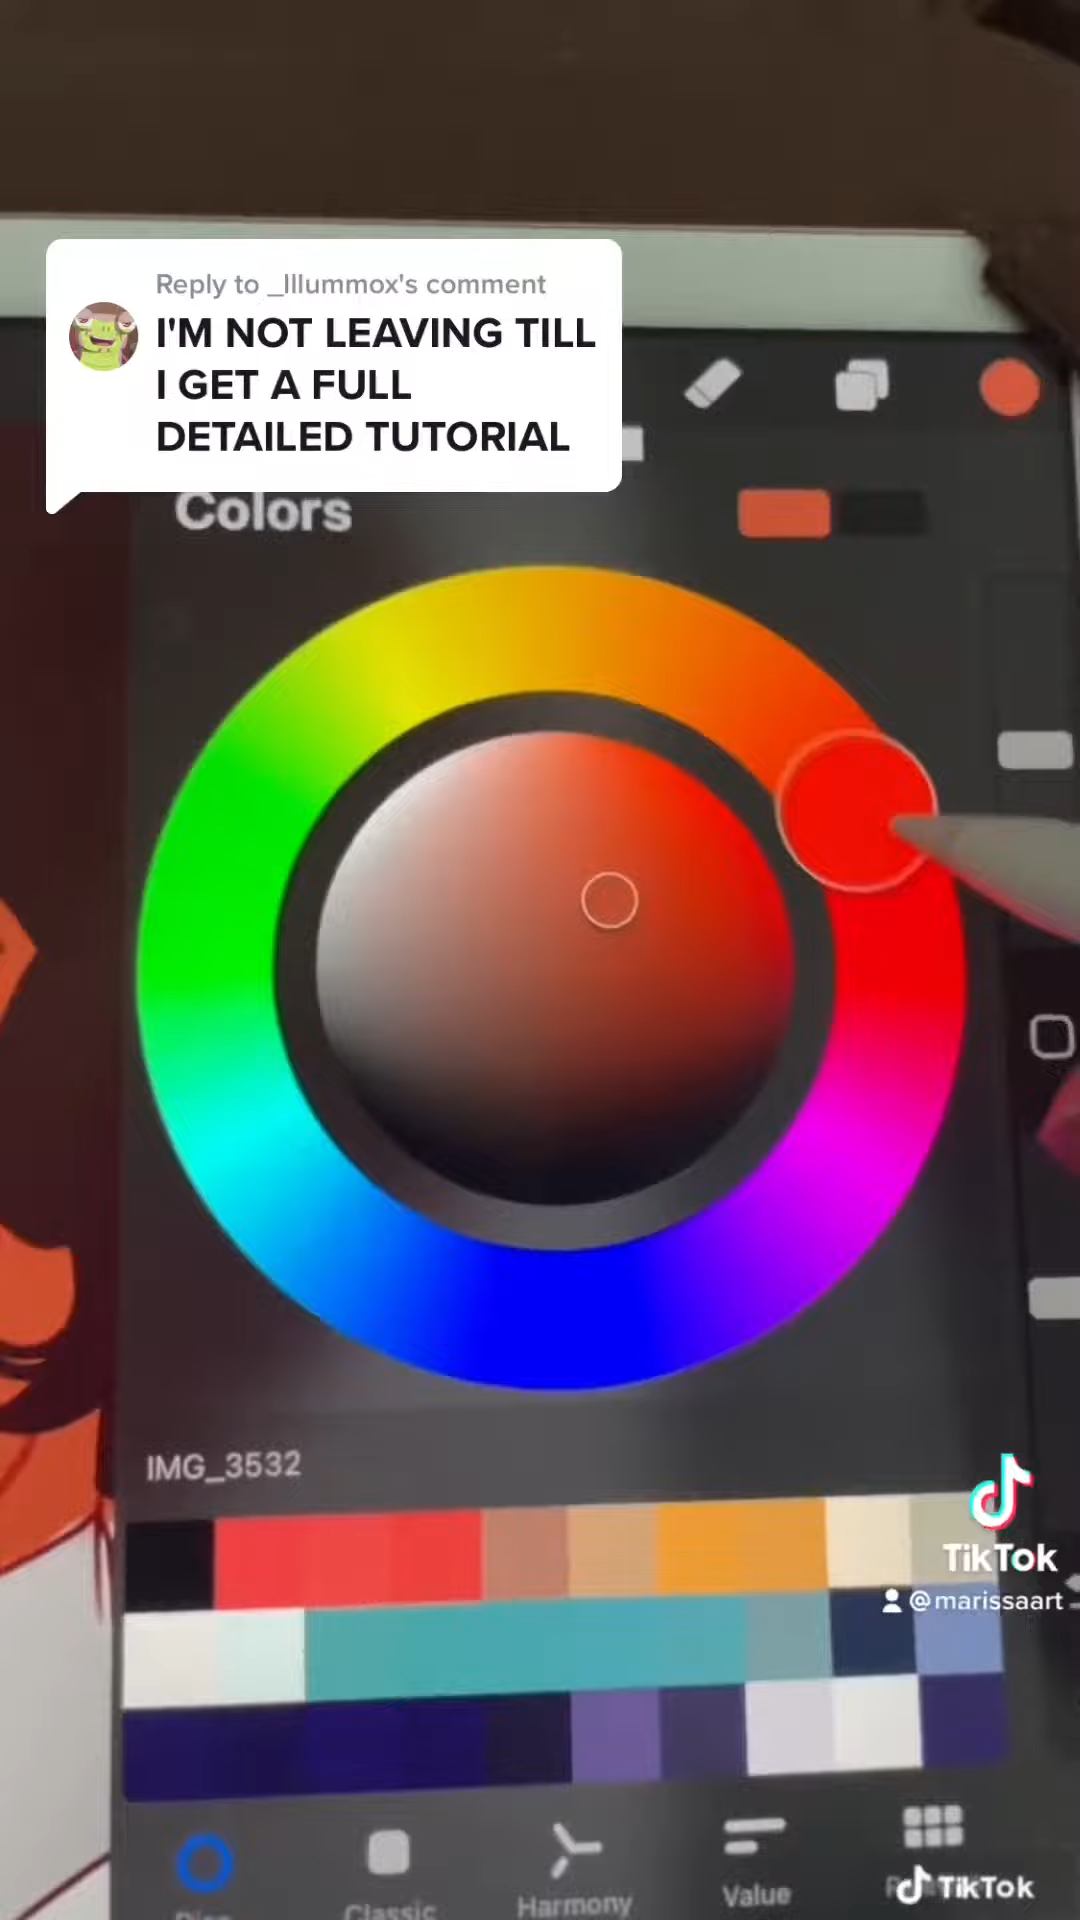 Reply to _Illummox's comment
I'M NOT LEAVING TILL
I GET A FULL
DETAILED TUTORIAL
Colors
IMG_3532
TikTok
@marissaart
Disc
Classic
Harmony
Value
TikTok